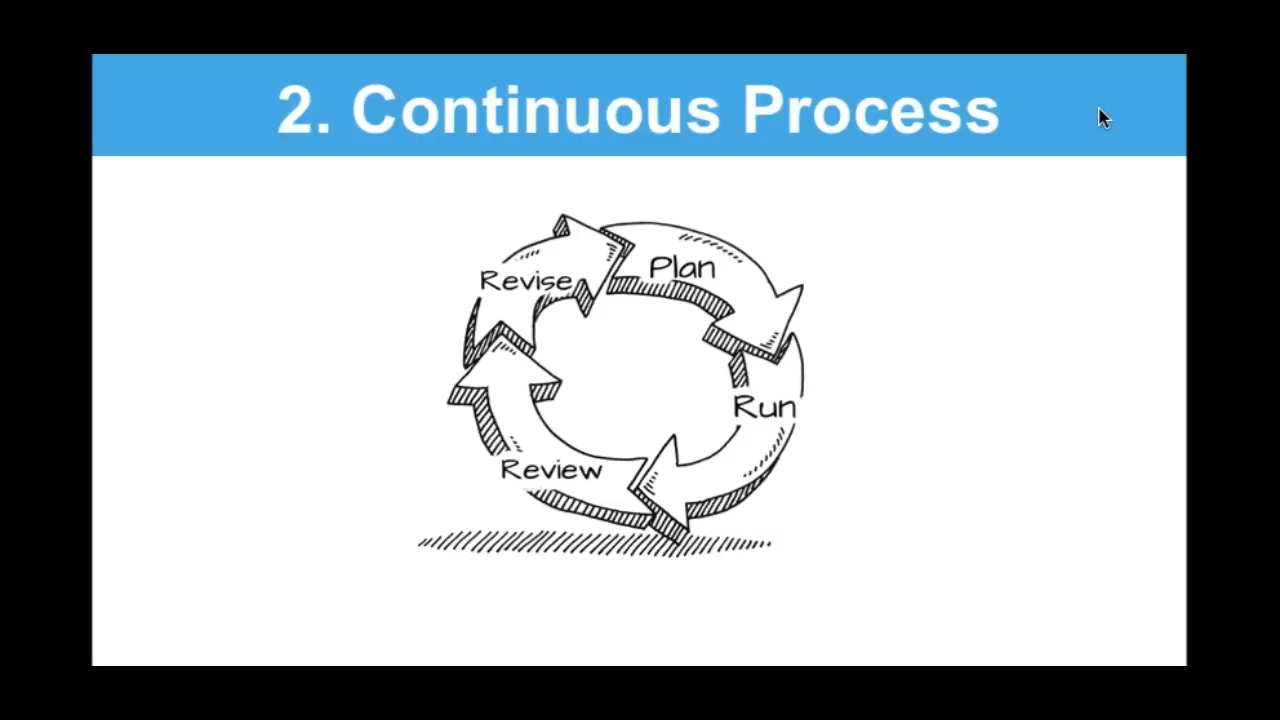 2. Continuous Process
Plan
Revise
Run
Review